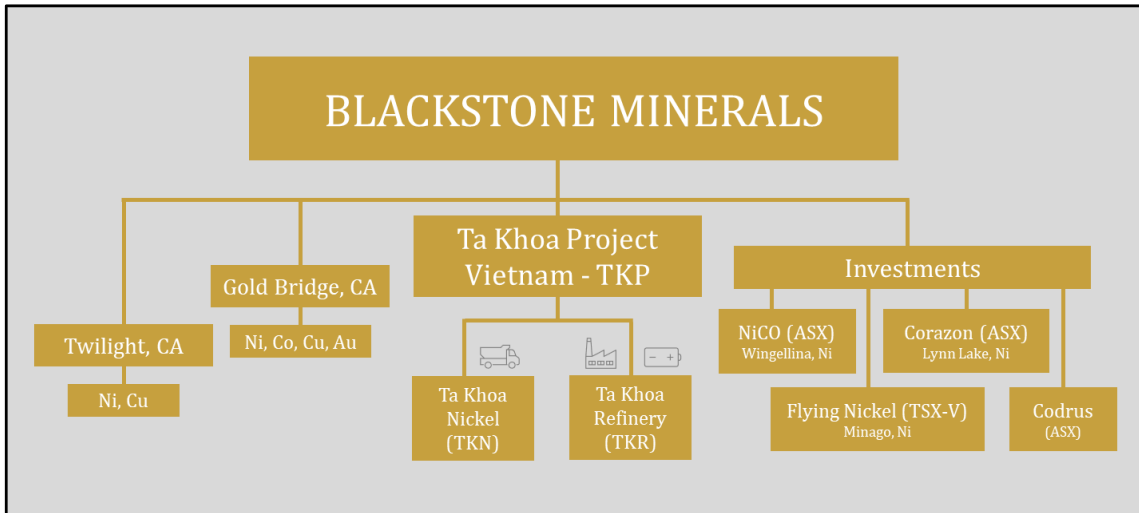 BLACKSTONE MINERALS
Twilight, CA
Ni, Cu
Gold Bridge, CA
Ni, Co, Cu, Au
Ta Khoa Project
Vietnam - TKP
Ta Khoa
Nickel
(TKN)
Ta Khoa
Refinery
(TKR)
Investments
NiCO (ASX)
Wingellina, Ni
Flying Nickel (TSX-V)
Minago, Ni
Corazon (ASX)
Lynn Lake, Ni
Codrus
(ASX)